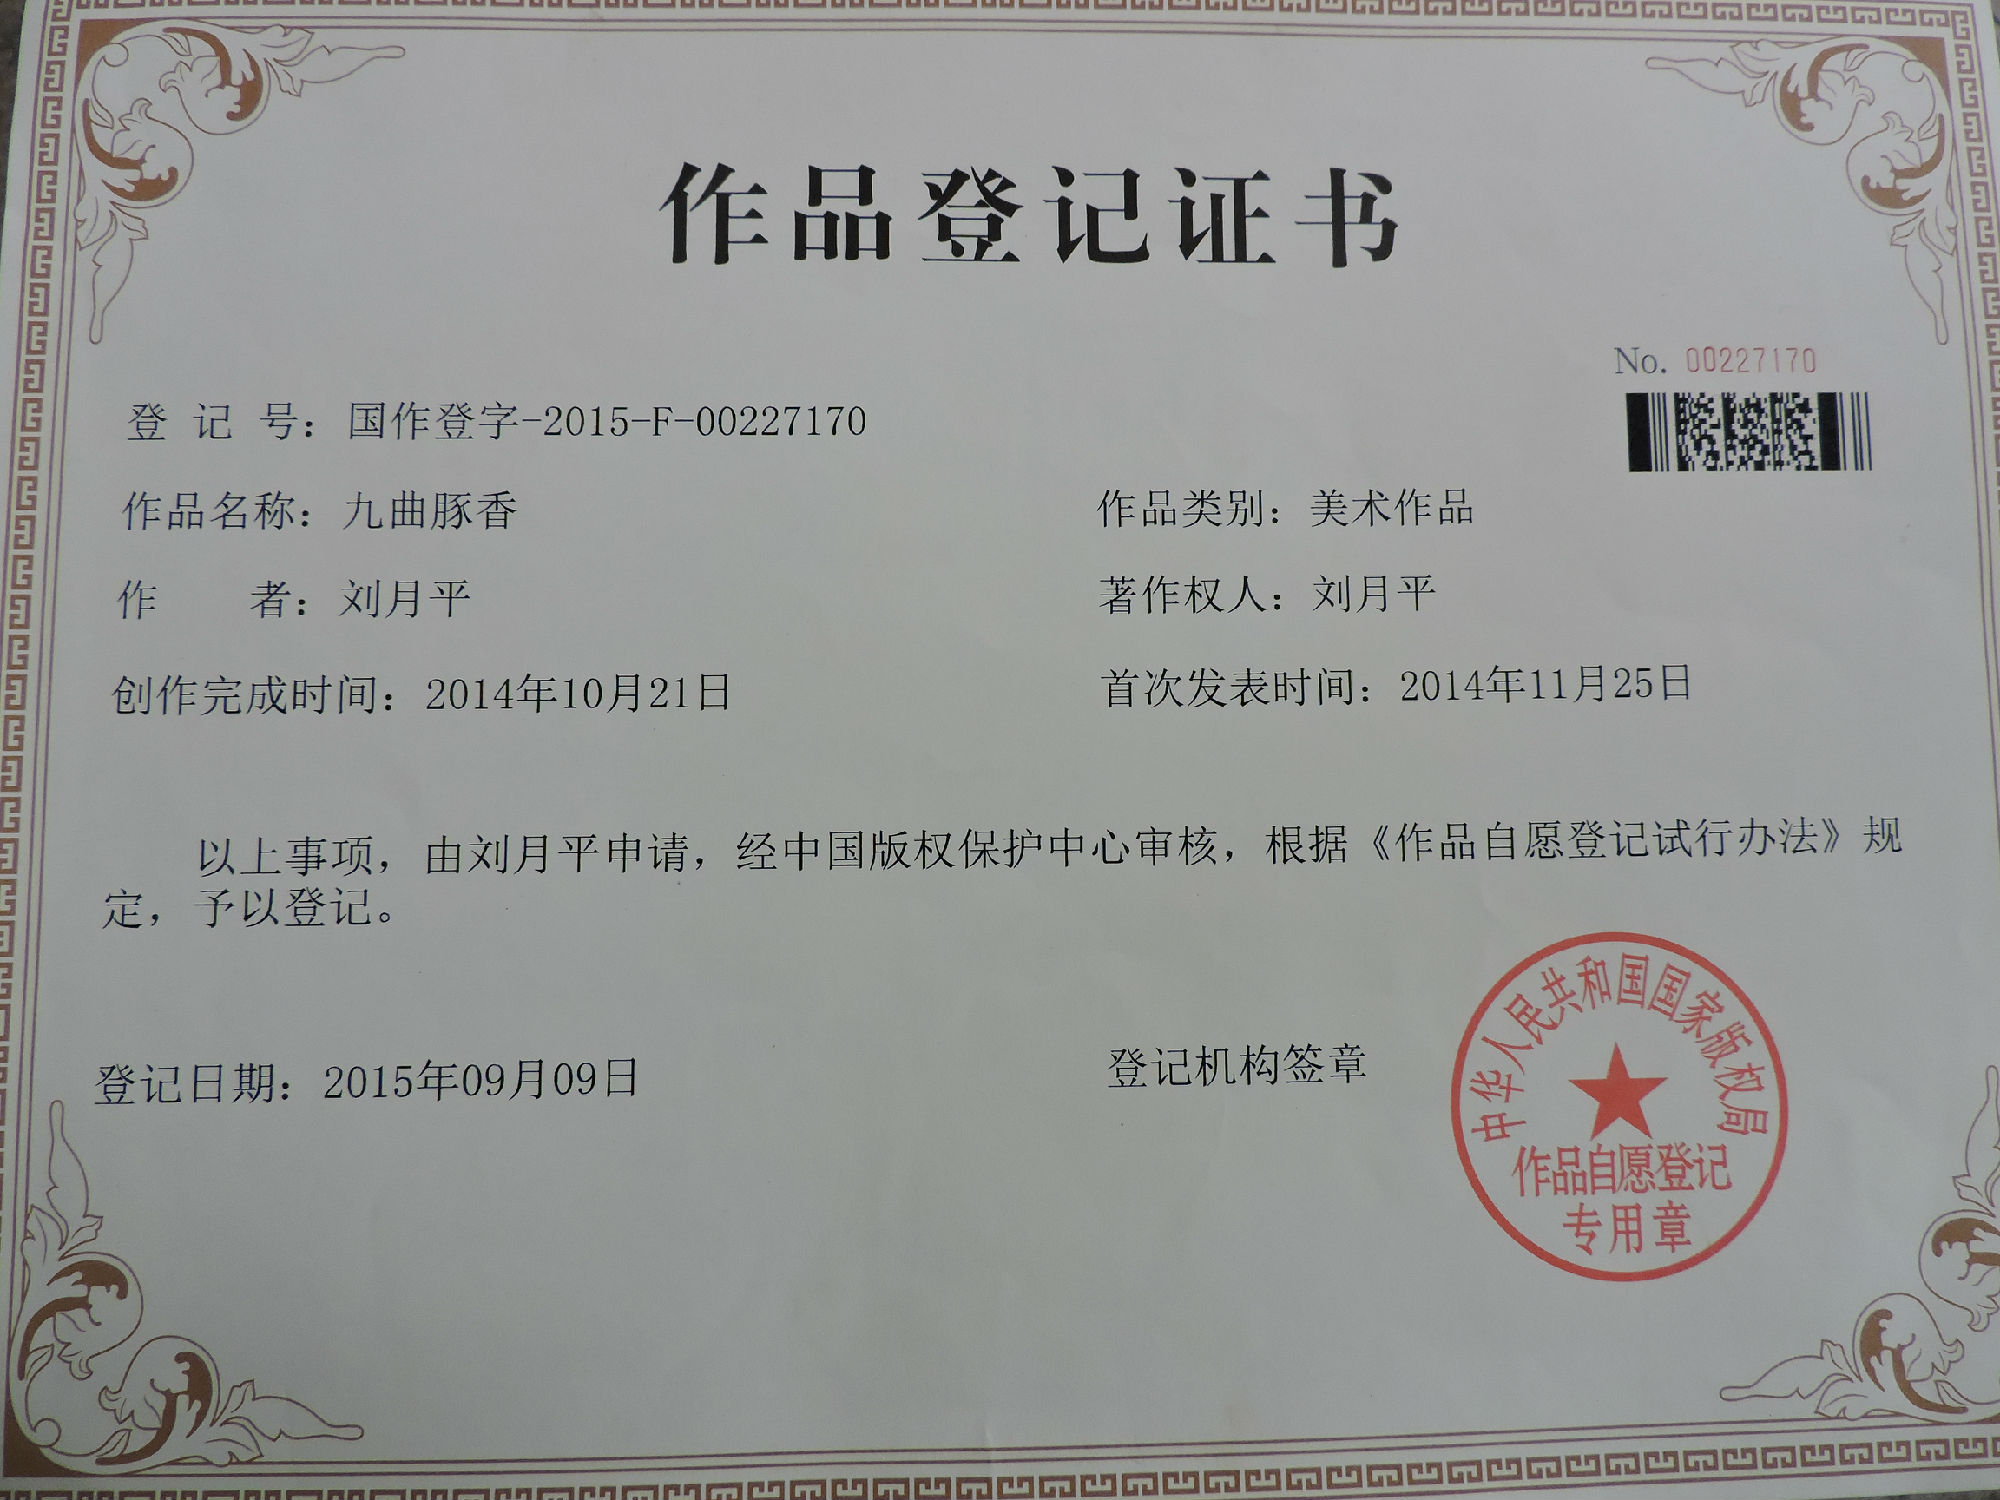 作品登记证书
No. 00227170
登 记 号：国作登字-2015-F-00227170
作品名称：九曲豚香
作品类别：美术作品
作 者：刘月平
著作权人：刘月平
创作完成时间：2014年10月21日
首次发表时间：2014年11月25日
以上事项，由刘月平申请，经中国版权保护中心审核，根据《作品自愿登记试行办法》规
定，予以登记。
登记日期：2015年09月09日
登记机构签章
中华人民共和国国家版权局
作品自愿登记
专用章